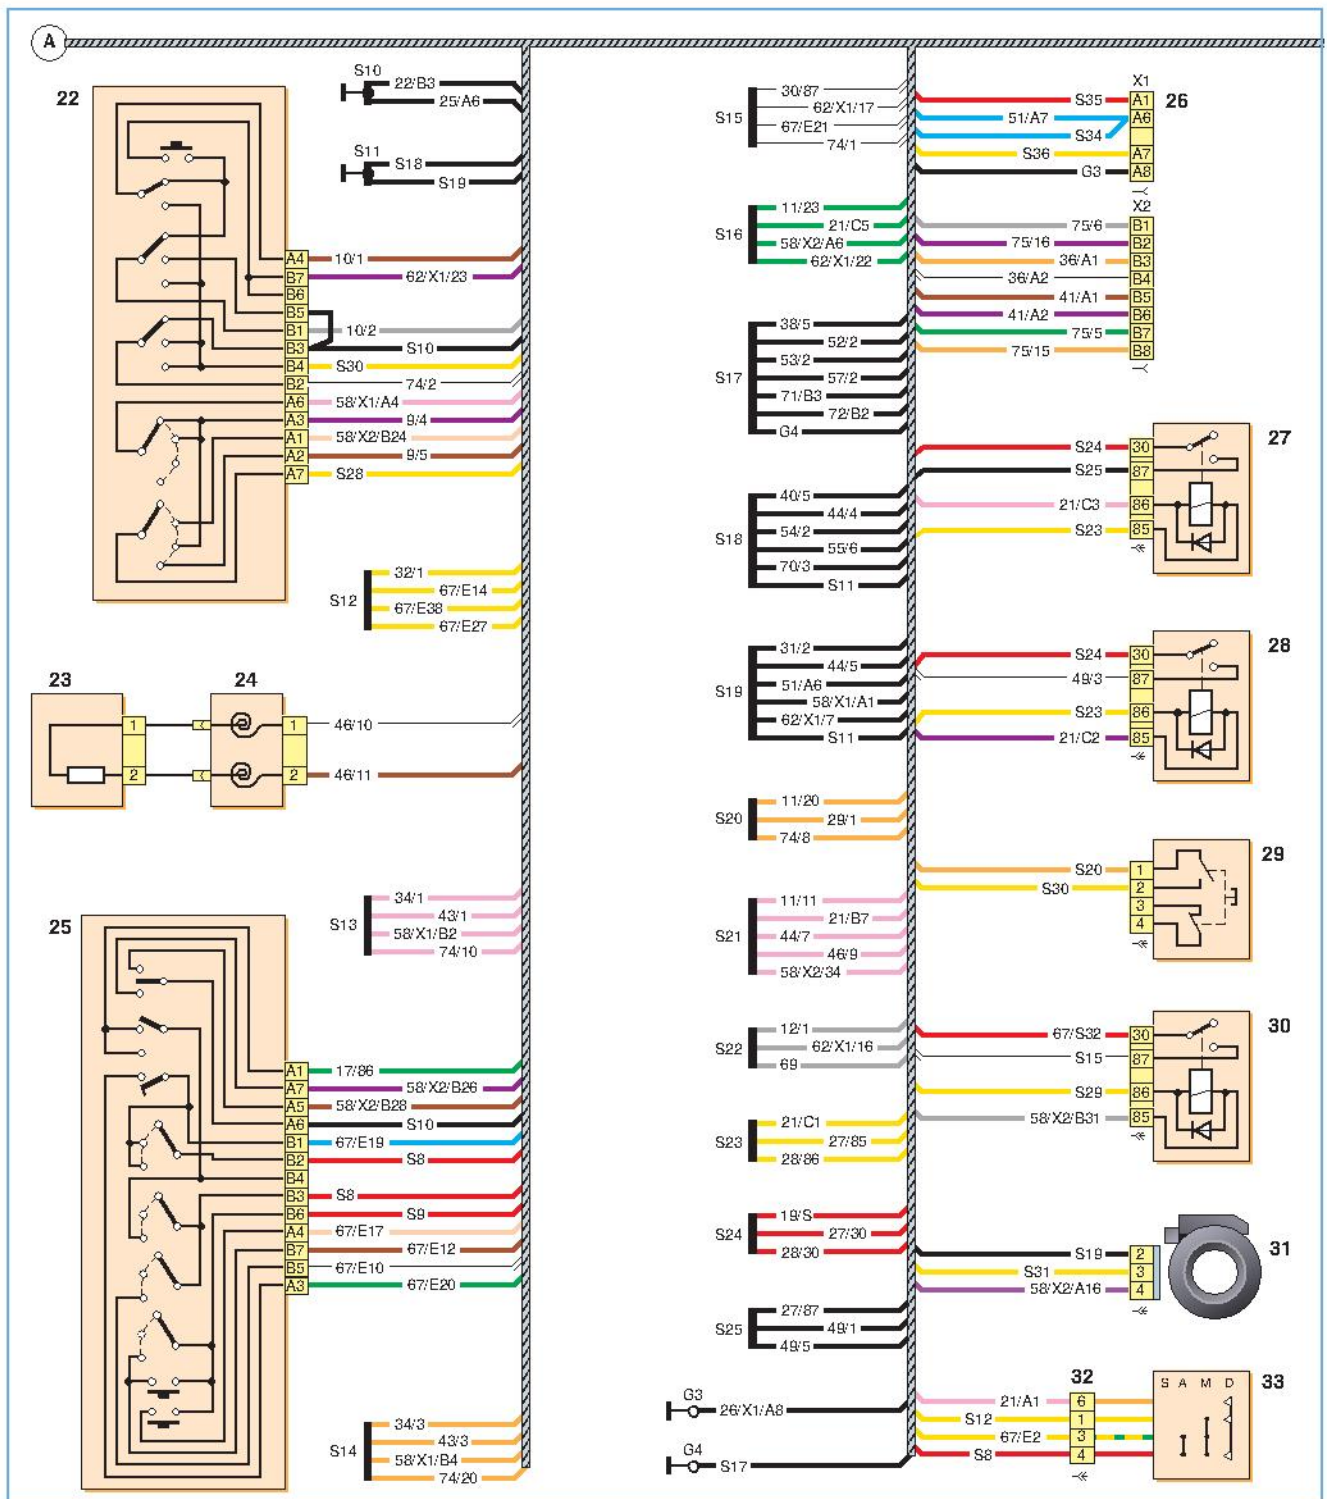 A
22
A4 10/1
B7 62/X1/23
B6
B5
B1 10/2
B3 S10
B4 S30
B2 74/2
A6 58/X1/A4
A3 9/4
A1 58/X2/B24
A2 9/5
A7 S28
S10
22/B3
25/A6
S11
S18
S19
S12
32/1
67/E14
67/E38
67/E27
23
1
2
24
1 46/10
2 46/11
S13
34/1
43/1
58/X1/B2
74/10
25
A1 17/86
A7 58/X2/B26
A5 58/X2/B28
A6 S10
B1 67/E19
B2 S8
B4
B3 S8
B6 S9
A4 67/E17
B7 67/E12
B5 67/E10
A3 67/E20
S14
34/3
43/3
58/X1/B4
74/20
S15
30/87
62/X1/17
67/E21
74/1
S16
11/23
21/C5
58/X2/A6
62/X1/22
S17
38/5
52/2
53/2
57/2
71/B3
72/B2
G4
S18
40/5
44/4
54/2
55/6
70/3
S11
S19
31/2
44/5
51/A6
58/X1/A1
62/X1/7
S11
S20
11/20
29/1
74/8
S21
11/11
21/B7
44/7
46/9
58/X2/34
S22
12/1
62/X1/16
69
S23
21/C1
27/85
28/86
S24
19/S
27/30
28/30
S25
27/87
49/1
49/5
G3
26/X1/A8
G4
S17
X1
26
S35 A1
51/A7 A6
S34
S36 A7
G3 A8
X2
75/6 B1
75/16 B2
36/A1 B3
36/A2 B4
41/A1 B5
41/A2 B6
75/5 B7
75/15 B8
27
S24 30
S25 87
21/C3 86
S23 85
28
S24 30
49/3 87
S23 86
21/C2 85
29
S20 1
S30 2
3
4
30
67/S32 30
S15 87
S29 86
58/X2/B31 85
31
S19 2
S31 3
58/X2/A16 4
32
21/A1 6
S12 1
67/E2 3
S8 4
33
S A M D